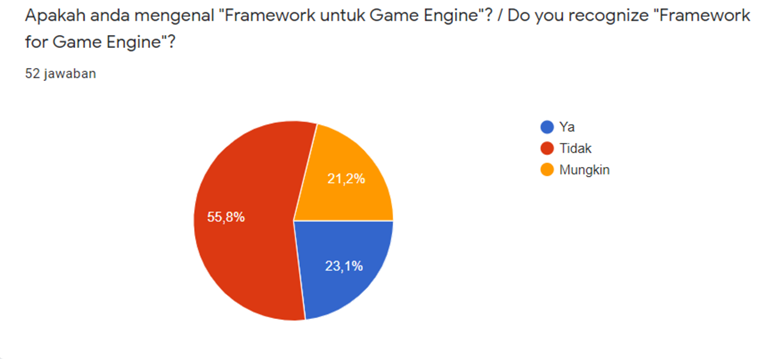 Apakah anda mengenal "Framework untuk Game Engine"? / Do you recognize "Framework
for Game Engine"?
52 jawaban
Ya
Tidak
Mungkin
21,2%
55,8%
23,1%